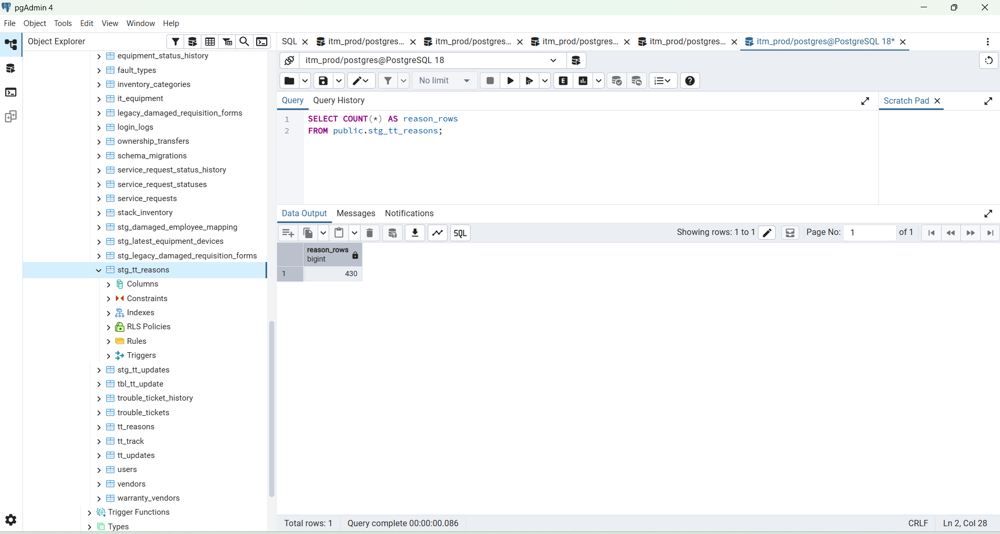 pgAdmin 4
File Object Tools Edit View Window Help
Object Explorer
SQL
itm_prod/postgres...
itm_prod/postgres...
itm_prod/postgres...
itm_prod/postgres...
itm_prod/postgres@PostgreSQL 18*
equipment_status_history
fault_types
inventory_categories
it_equipment
legacy_damaged_requisition_forms
login_logs
ownership_transfers
schema_migrations
service_request_status_history
service_request_statuses
service_requests
stack_inventory
stg_damaged_employee_mapping
stg_latest_equipment_devices
stg_legacy_damaged_requisition_forms
stg_tt_reasons
Columns
Constraints
Indexes
RLS Policies
Rules
Triggers
stg_tt_updates
tbl_tt_update
trouble_ticket_history
trouble_tickets
tt_reasons
tt_track
tt_updates
users
vendors
warranty_vendors
Trigger Functions
Types
itm_prod/postgres@PostgreSQL 18
No limit
E
Query Query History
Scratch Pad
1 SELECT COUNT(*) AS reason_rows
2 FROM public.stg_tt_reasons;
Data Output Messages Notifications
SQL
Showing rows: 1 to 1
Page No: 1 of 1
reason_rows
bigint
1 430
Total rows: 1
Query complete 00:00:00.086
CRLF
Ln 2, Col 28